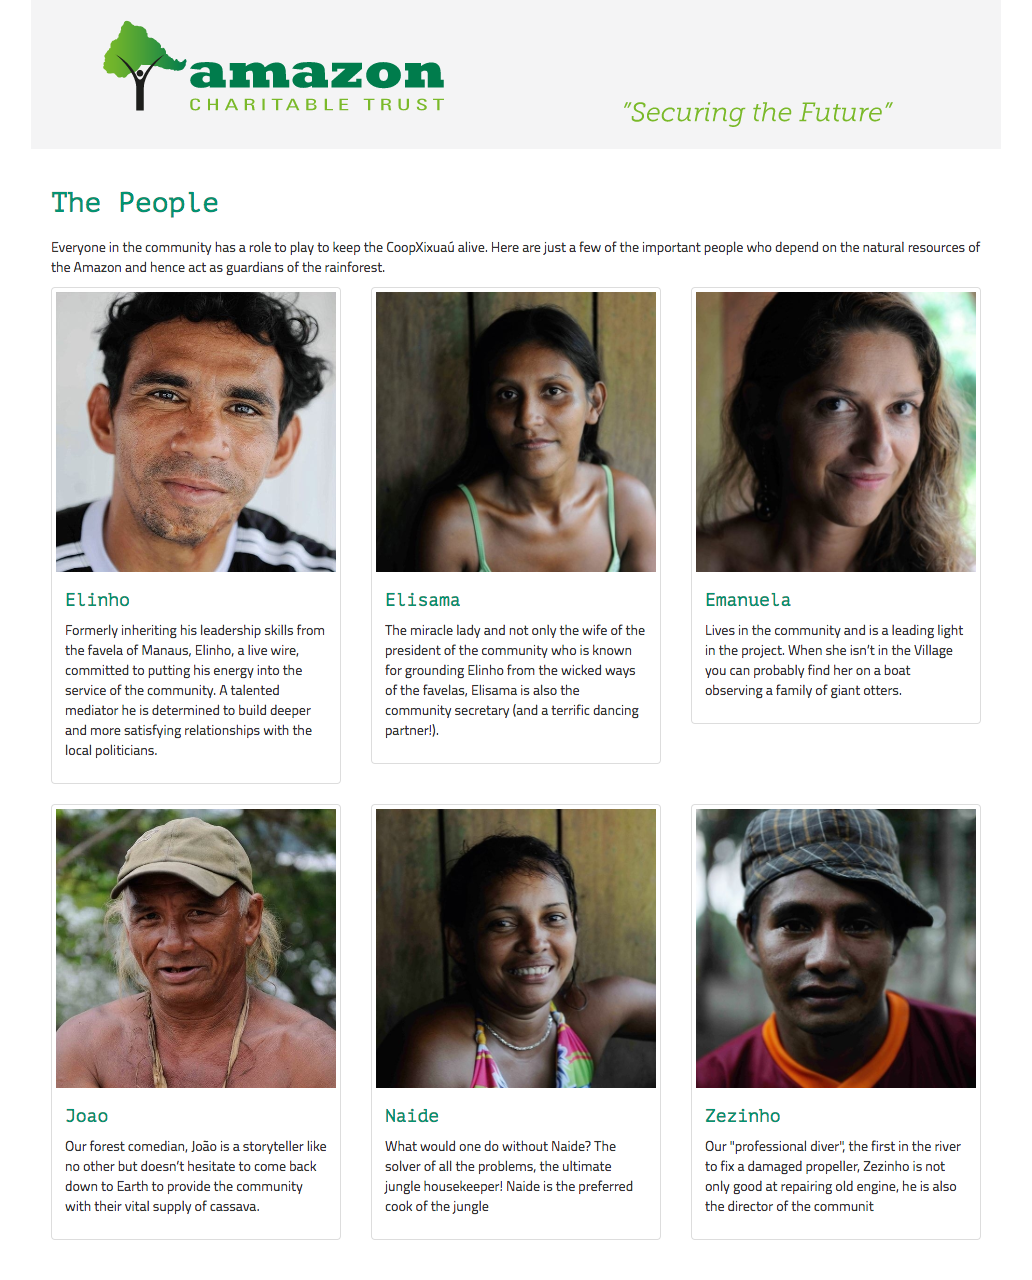 amazon
CHARITABLE TRUST
"Securing the Future"
The People
Everyone in the community has a role to play to keep the CoopXixuaú alive. Here are just a few of the important people who depend on the natural resources of
the Amazon and hence act as guardians of the rainforest.
Elinho
Formerly inheriting his leadership skills from
the favela of Manaus, Elinho, a live wire,
committed to putting his energy into the
service of the community. A talented
mediator he is determined to build deeper
and more satisfying relationships with the
local politicians.
Elisama
The miracle lady and not only the wife of the
president of the community who is known
for grounding Elinho from the wicked ways
of the favelas, Elisama is also the
community secretary (and a terrific dancing
partner!).
Emanuela
Lives in the community and is a leading light
in the project. When she isn't in the Village
you can probably find her on a boat
observing a family of giant otters.
Joao
Our forest comedian, João is a storyteller like
no other but doesn't hesitate to come back
down to Earth to provide the community
with their vital supply of cassava.
Naide
What would one do without Naide? The
solver of all the problems, the ultimate
jungle housekeeper! Naide is the preferred
cook of the jungle
Zezinho
Our "professional diver", the first in the river
to fix a damaged propeller, Zezinho is not
only good at repairing old engine, he is also
the director of the communit